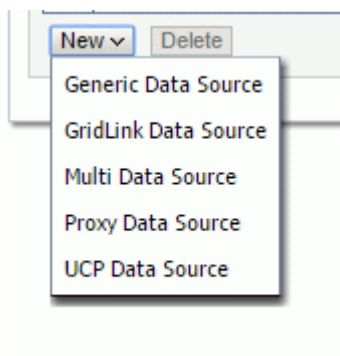 New Delete
Generic Data Source
GridLink Data Source
Multi Data Source
Proxy Data Source
UCP Data Source